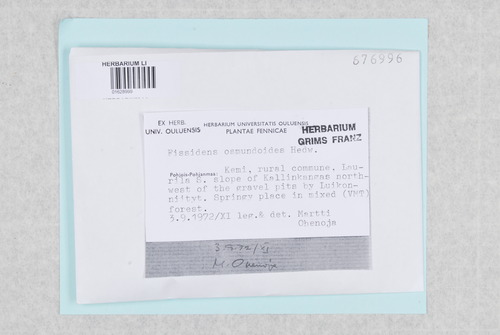 676996
HERBARIUM LI
EX HERB.
UNIV. OULUENSIS
HERBARIUM UNIVERSITATIS OULUENSIS
PLANTAE FENNICAE
HERBARIUM
GRIMS FRANZ
Fissidens osmundoides Hedw.
Pohjois-Pohjanmaa: Kemi, rural commune. Lau-
rila E. slope of Kallinkangas north-
west of the gravel pits by Luikon-
niityt. Springy place in mixed (VMT)
forest.
3.9.1972/XI leg.& det. Martti
Ohenoja
3.9.72/XI
M. Ohenoja